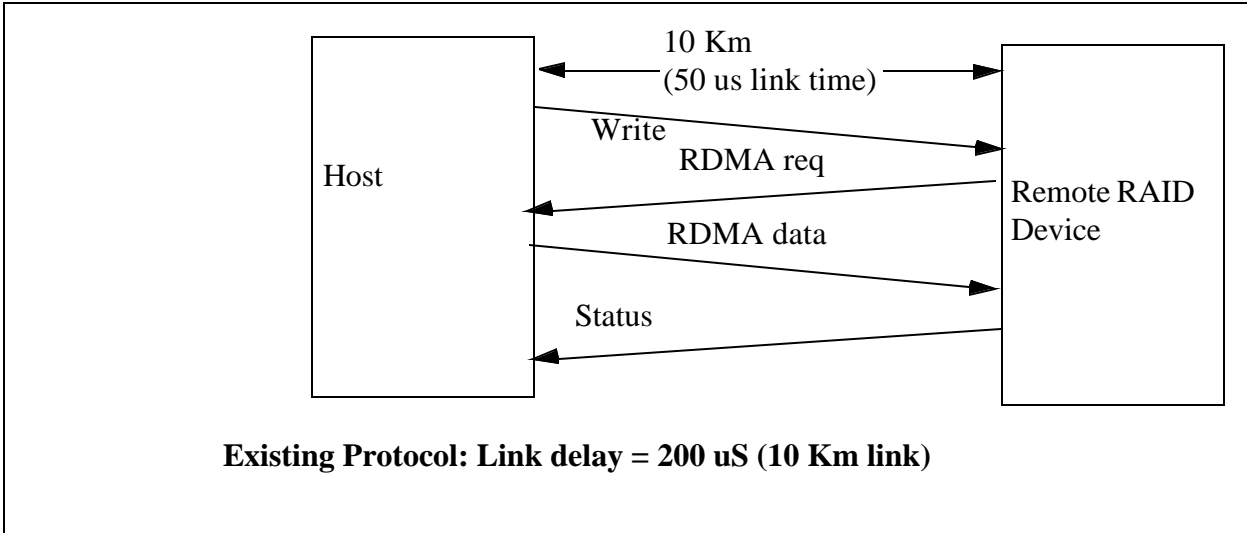 10 Km
(50 us link time)
Write
RDMA req
Host
Remote RAID
Device
RDMA data
Status
Existing Protocol: Link delay = 200 uS (10 Km link)